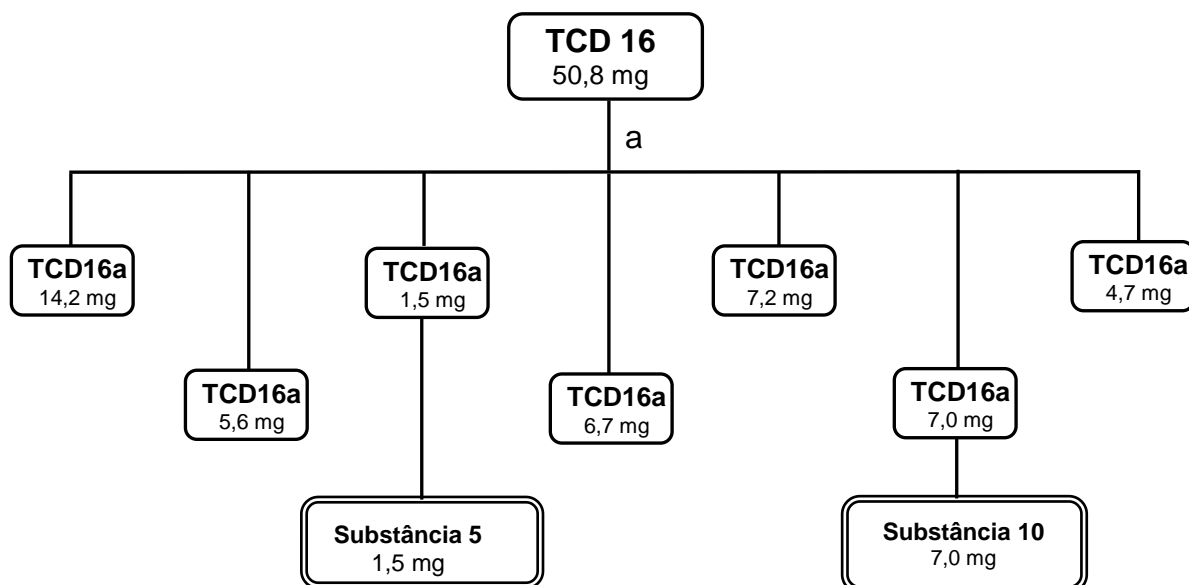 TCD 16
50,8 mg
a
TCD16a
14,2 mg
TCD16a
5,6 mg
TCD16a
1,5 mg
TCD16a
6,7 mg
TCD16a
7,2 mg
TCD16a
7,0 mg
TCD16a
4,7 mg
Substância 5
1,5 mg
Substância 10
7,0 mg